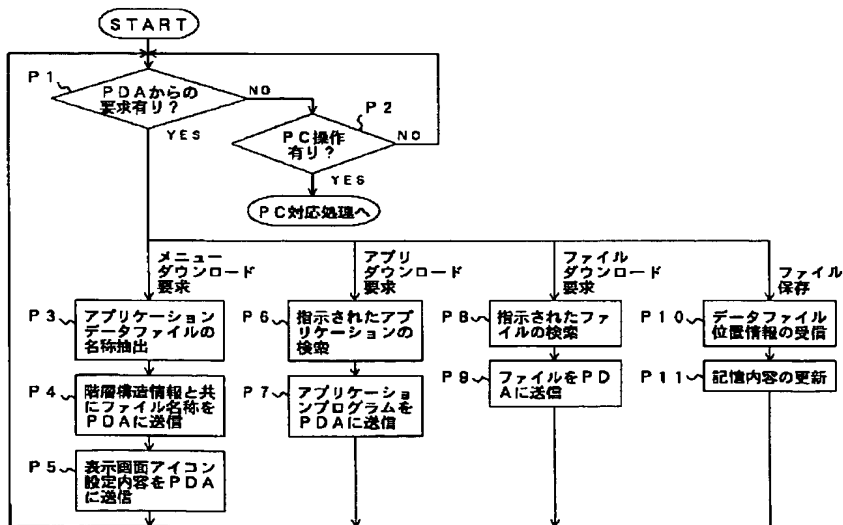 START
P1
PDAからの
要求有り?
NO
YES
P2
PC操作
有り?
NO
YES
PC対応処理へ
メニュー
ダウンロード
要求
アプリ
ダウンロード
要求
ファイル
ダウンロード
要求
ファイル
保存
P3
アプリケーション
データファイルの
名称抽出
P6
指示されたアプ
リケーションの
検索
P8
指示されたファ
イルの検索
P10
データファイル
位置情報の受信
P4
階層構造情報と共
にファイル名称を
PDAに送信
P7
アプリケーショ
ンプログラムを
PDAに送信
P9
ファイルをPD
Aに送信
P11
記憶内容の更新
P5
表示画面アイコン
設定内容をPDA
に送信